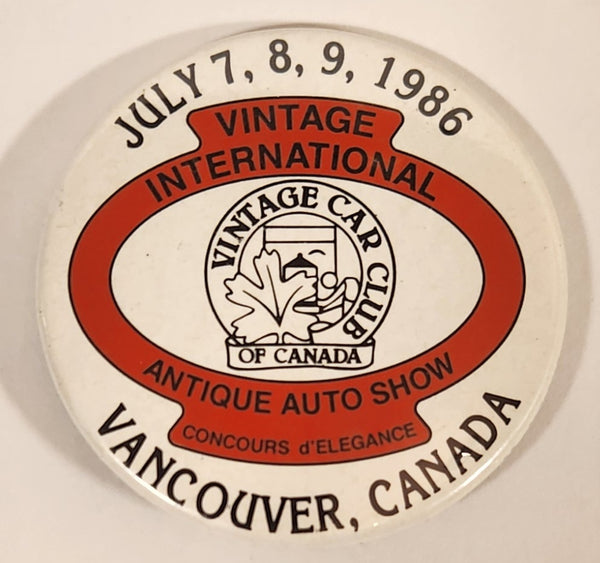 JULY 7, 8, 9, 1986
VINTAGE
INTERNATIONAL
VINTAGE CAR CLUB
OF CANADA
ANTIQUE AUTO SHOW
CONCOURS d'ELEGANCE
VANCOUVER, CANADA